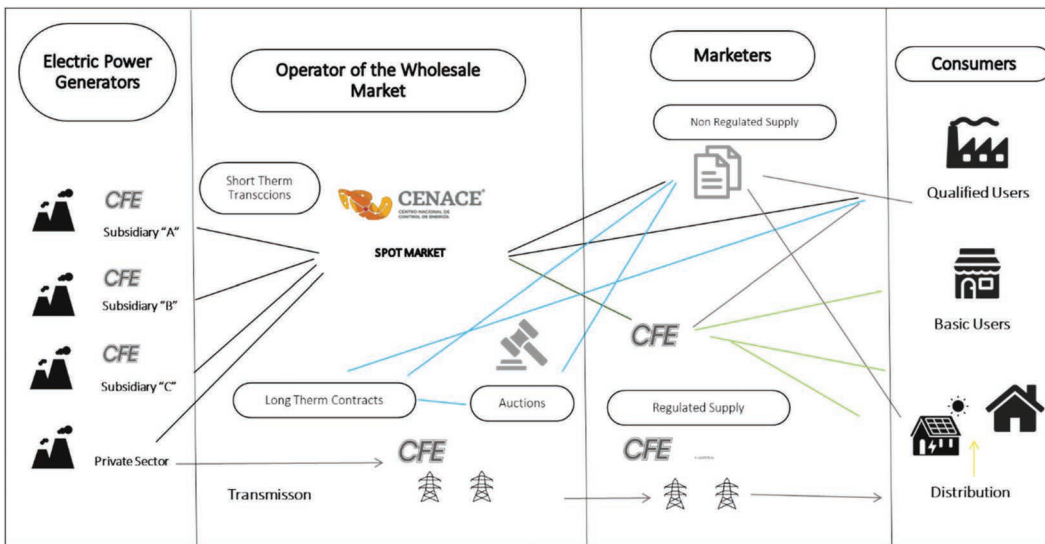 Electric Power
Generators
Operator of the Wholesale
Market
Marketers
Consumers
Non Regulated Supply
Short Therm
Transccions
CENACE®
CENTRO NACIONAL DE
CONTROL DE ENERGÍA
SPOT MARKET
CFE
Subsidiary "A"
CFE
Subsidiary "B"
CFE
Subsidiary "C"
Private Sector
Qualified Users
CFE
Basic Users
Long Therm Contracts
Auctions
Regulated Supply
CFE
CFE
Transmisson
Distribution